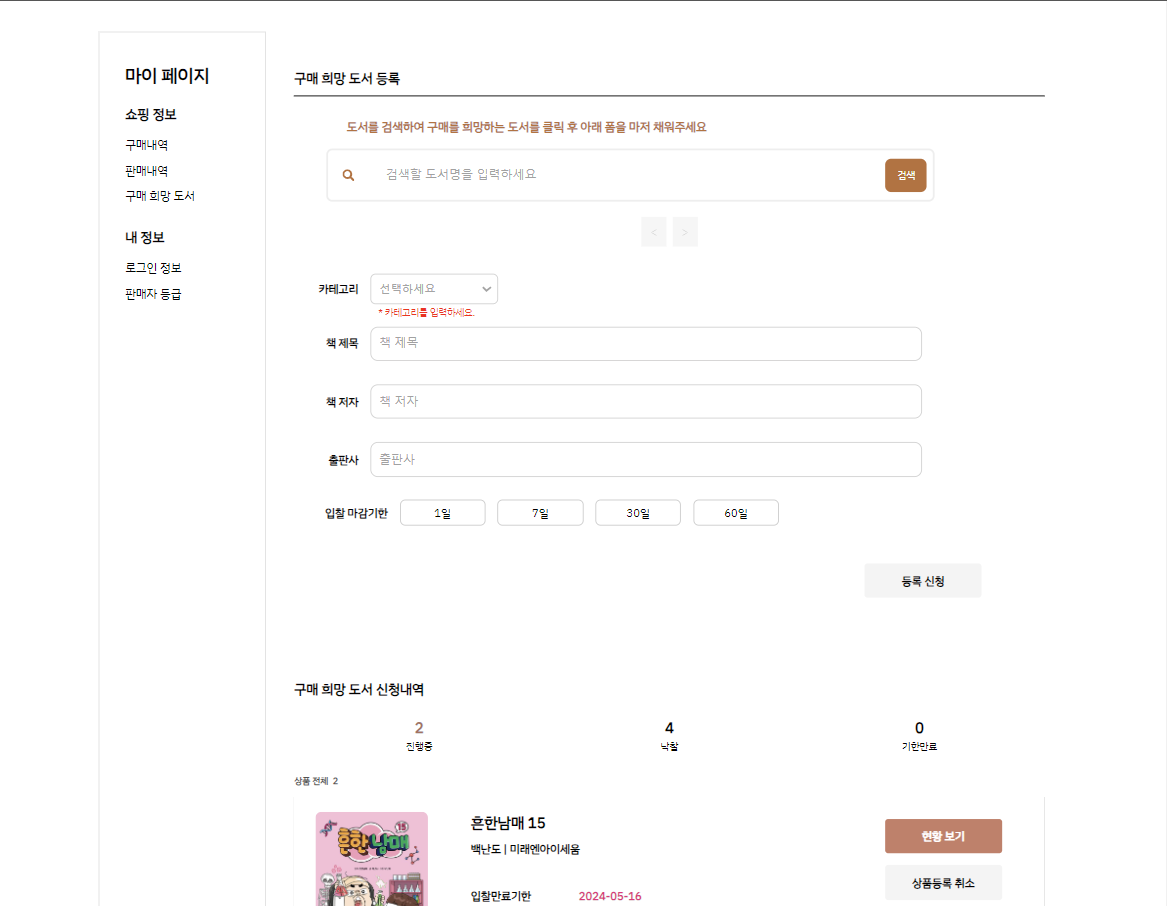 마이 페이지
쇼핑 정보
구매내역
판매내역
구매 희망 도서
내 정보
로그인 정보
판매자 등급
구매 희망 도서 등록
도서를 검색하여 구매를 희망하는 도서를 클릭 후 아래 폼을 마저 채워주세요
검색할 도서명을 입력하세요
검색
< >
카테고리 선택하세요
* 카테고리를 입력하세요.
책 제목 책 제목
책 저자 책 저자
출판사 출판사
입찰 마감기한 1일 7일 30일 60일
등록 신청
구매 희망 도서 신청내역
2 4 0
진행중 낙찰 기한만료
상품 전체 2
15
흔한남매
흔한남매 15
백난도 | 미래엔아이세움
입찰만료기한 2024-05-16
현황 보기
상품등록 취소